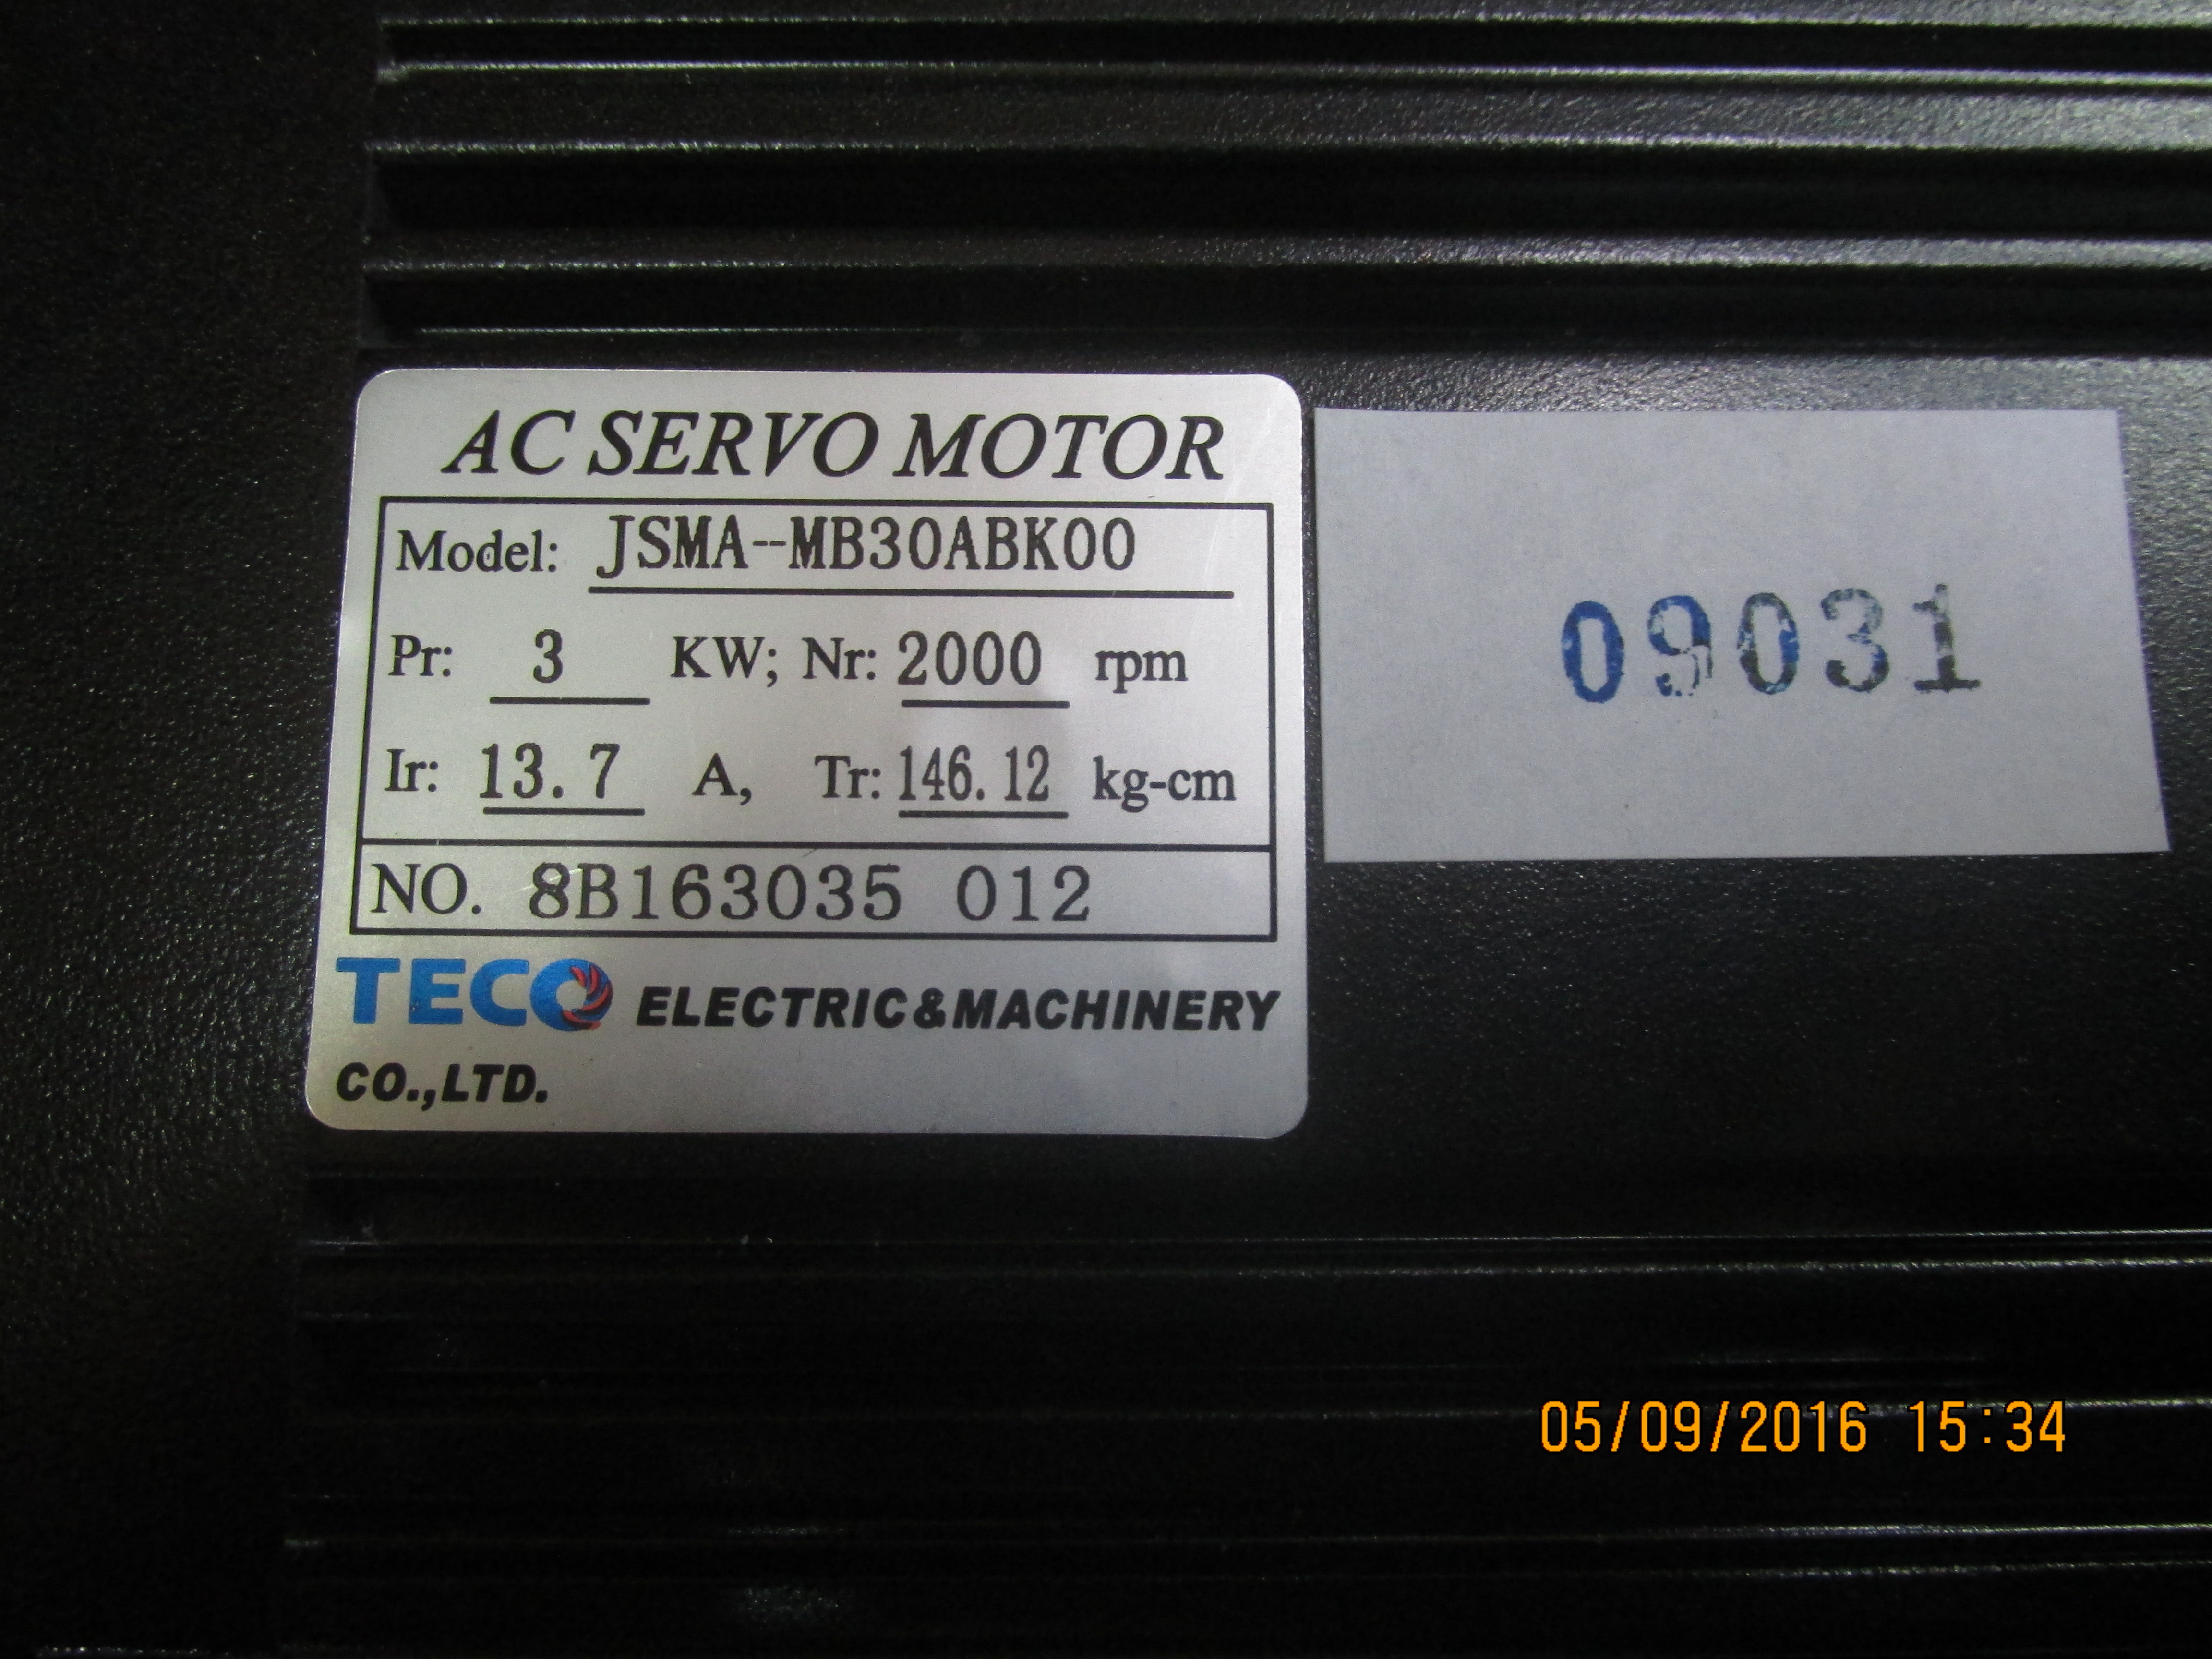 AC SERVO MOTOR
Model: JSMA--MB30ABK00
Pr: 3 KW; Nr: 2000 rpm
Ir: 13.7 A, Tr: 146.12 kg-cm
NO. 8B163035 012
TECO ELECTRIC&MACHINERY
CO.,LTD.
09031
05/09/2016 15:34